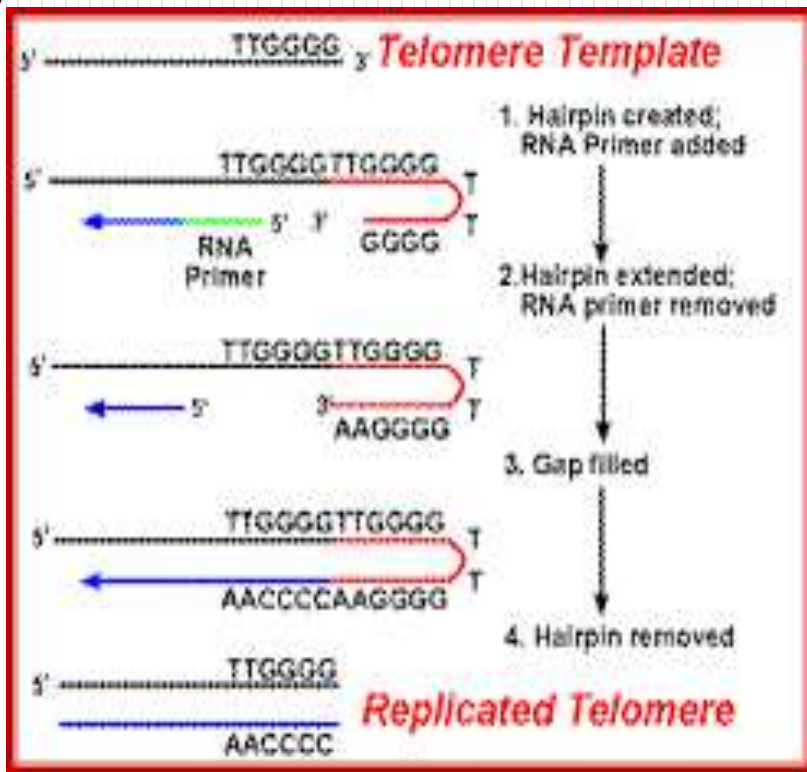 TTGGGG
5' 3' Telomere Template
1. Hairpin created;
RNA Primer added
TTGGGGTTGGGG
5' T
5' 3' T
GGGG
RNA
Primer
2.Hairpin extended;
RNA primer removed
TTGGGGTTGGGG
5' T
5' 3' T
AAGGGG
3. Gap filled
TTGGGGTTGGGG
5' T
T
AACCCCAAGGGG
4. Hairpin removed
TTGGGG
5'
Replicated Telomere
AACCCC